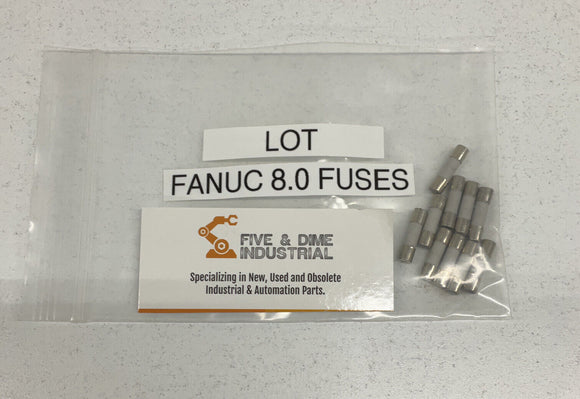 LOT
FANUC 8.0 FUSES
FIVE & DIME
INDUSTRIAL
Specializing in New, Used and Obsolete
Industrial & Automation Parts.